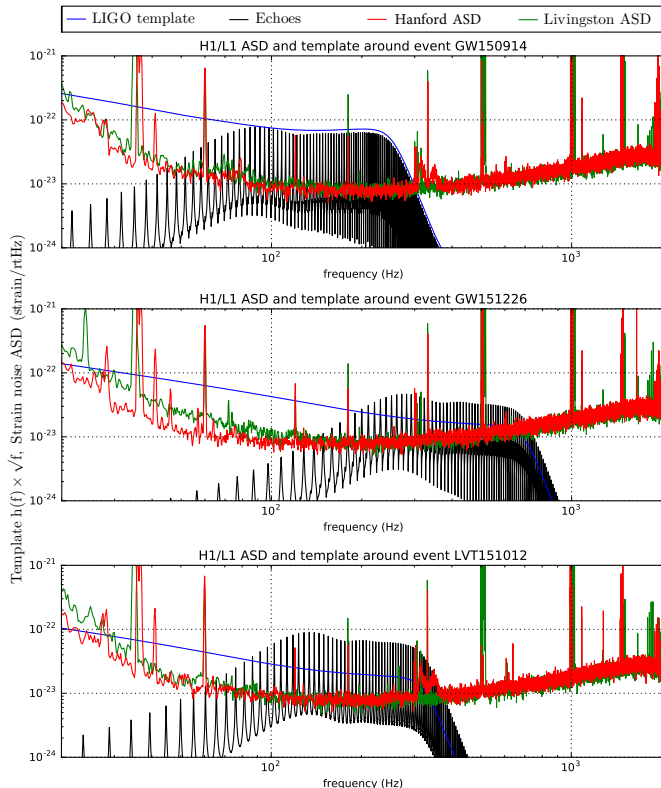 LIGO template Echoes Hanford ASD Livingston ASD
H1/L1 ASD and template around event GW150914
10⁻²¹
10⁻²²
10⁻²³
10⁻²⁴
10² 10³
frequency (Hz)
H1/L1 ASD and template around event GW151226
10⁻²¹
10⁻²²
10⁻²³
10⁻²⁴
10² 10³
frequency (Hz)
Template h(f) × √f, Strain noise ASD (strain/rtHz)
H1/L1 ASD and template around event LVT151012
10⁻²¹
10⁻²²
10⁻²³
10⁻²⁴
10² 10³
frequency (Hz)